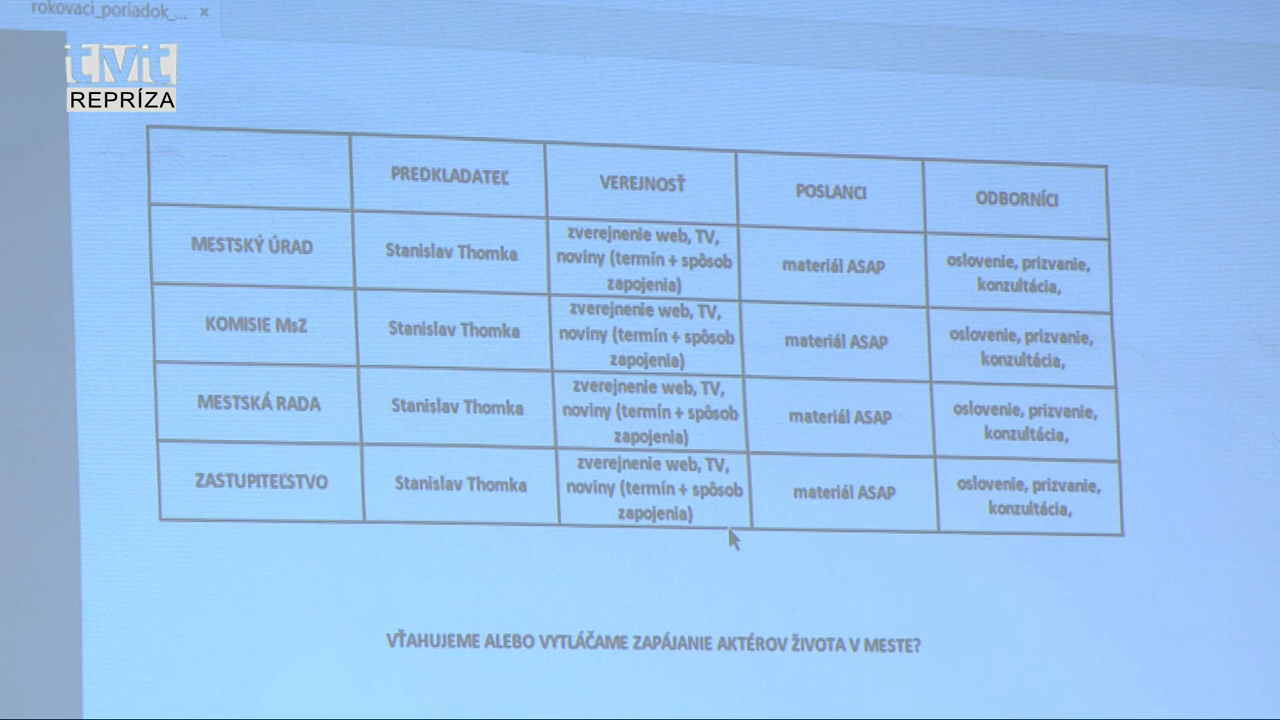 rokovaci_poriadok_... ×
tvit
REPRÍZA
PREDKLADATEĽ
VEREJNOSŤ
POSLANCI
ODBORNÍCI
MESTSKÝ ÚRAD
Stanislav Thomka
zverejnenie web, TV,
noviny (termín + spôsob
zapojenia)
materiál ASAP
oslovenie, prizvanie,
konzultácia,
KOMISIE MsZ
Stanislav Thomka
zverejnenie web, TV,
noviny (termín + spôsob
zapojenia)
materiál ASAP
oslovenie, prizvanie,
konzultácia,
MESTSKÁ RADA
Stanislav Thomka
zverejnenie web, TV,
noviny (termín + spôsob
zapojenia)
materiál ASAP
oslovenie, prizvanie,
konzultácia,
ZASTUPITEĽSTVO
Stanislav Thomka
zverejnenie web, TV,
noviny (termín + spôsob
zapojenia)
materiál ASAP
oslovenie, prizvanie,
konzultácia,
VŤAHUJEME ALEBO VYTLÁČAME ZAPÁJANIE AKTÉROV ŽIVOTA V MESTE?